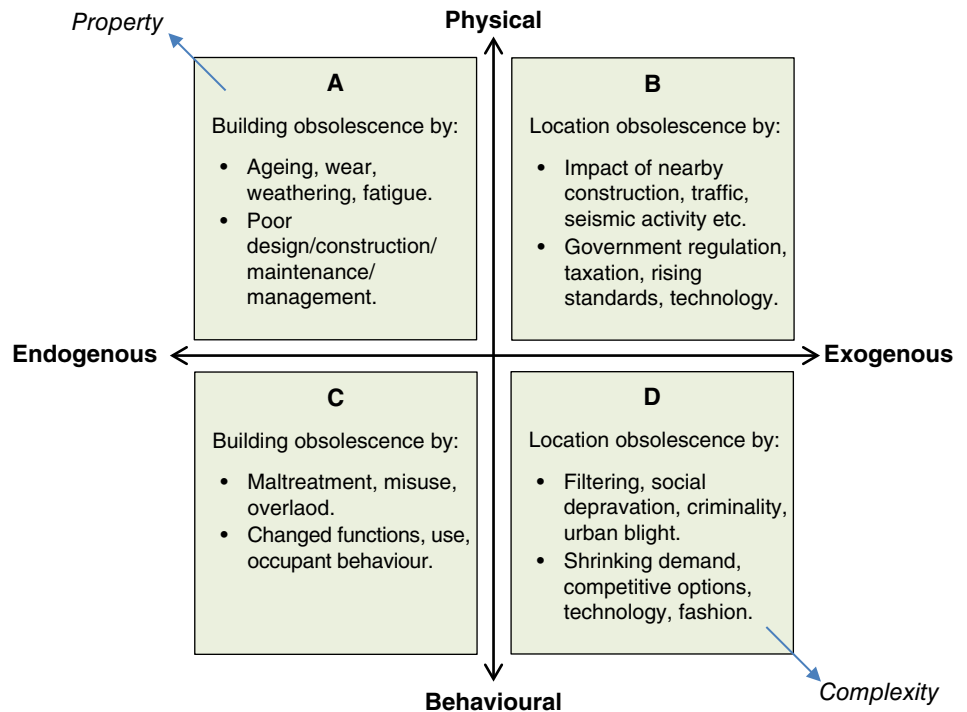 Property
Physical
A
Building obsolescence by:
• Ageing, wear,
weathering, fatigue.
• Poor
design/construction/
maintenance/
management.
B
Location obsolescence by:
• Impact of nearby
construction, traffic,
seismic activity etc.
• Government regulation,
taxation, rising
standards, technology.
Endogenous
Exogenous
C
Building obsolescence by:
• Maltreatment, misuse,
overlaod.
• Changed functions, use,
occupant behaviour.
D
Location obsolescence by:
• Filtering, social
depravation, criminality,
urban blight.
• Shrinking demand,
competitive options,
technology, fashion.
Behavioural
Complexity